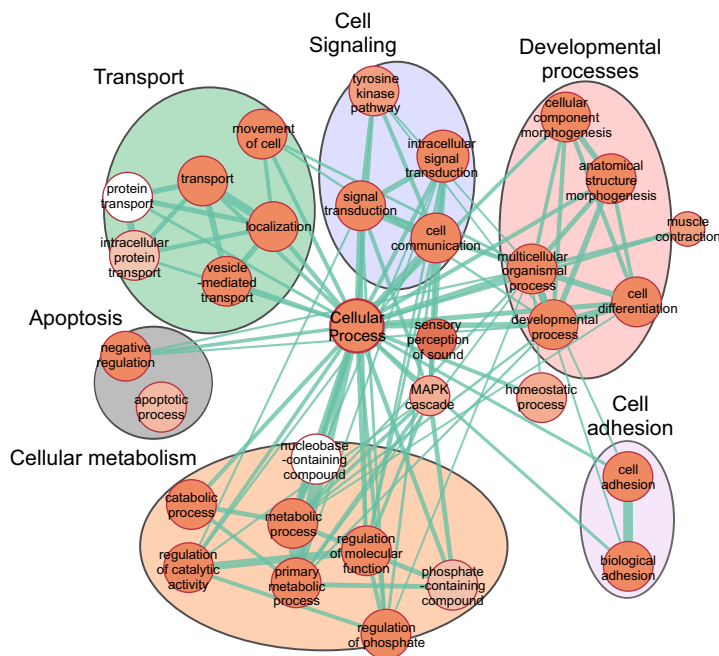 Cell
Signaling
Developmental
processes
Transport
tyrosine
kinase
pathway
cellular
component
morphogenesis
movement
of cell
intracellular
signal
transduction
anatomical
structure
morphogenesis
transport
protein
transport
signal
transduction
muscle
contraction
localization
cell
communication
intracellular
protein
transport
multicellular
organismal
process
vesicle
-mediated
transport
cell
differentiation
Apoptosis
Cellular
Process
sensory
perception
of sound
developmental
process
negative
regulation
MAPK
cascade
homeostatic
process
apoptotic
process
Cell
adhesion
Cellular metabolism
nucleobase
-containing
compound
cell
adhesion
catabolic
process
metabolic
process
regulation
of molecular
function
regulation
of catalytic
activity
primary
metabolic
process
phosphate
-containing
compound
biological
adhesion
regulation
of phosphate